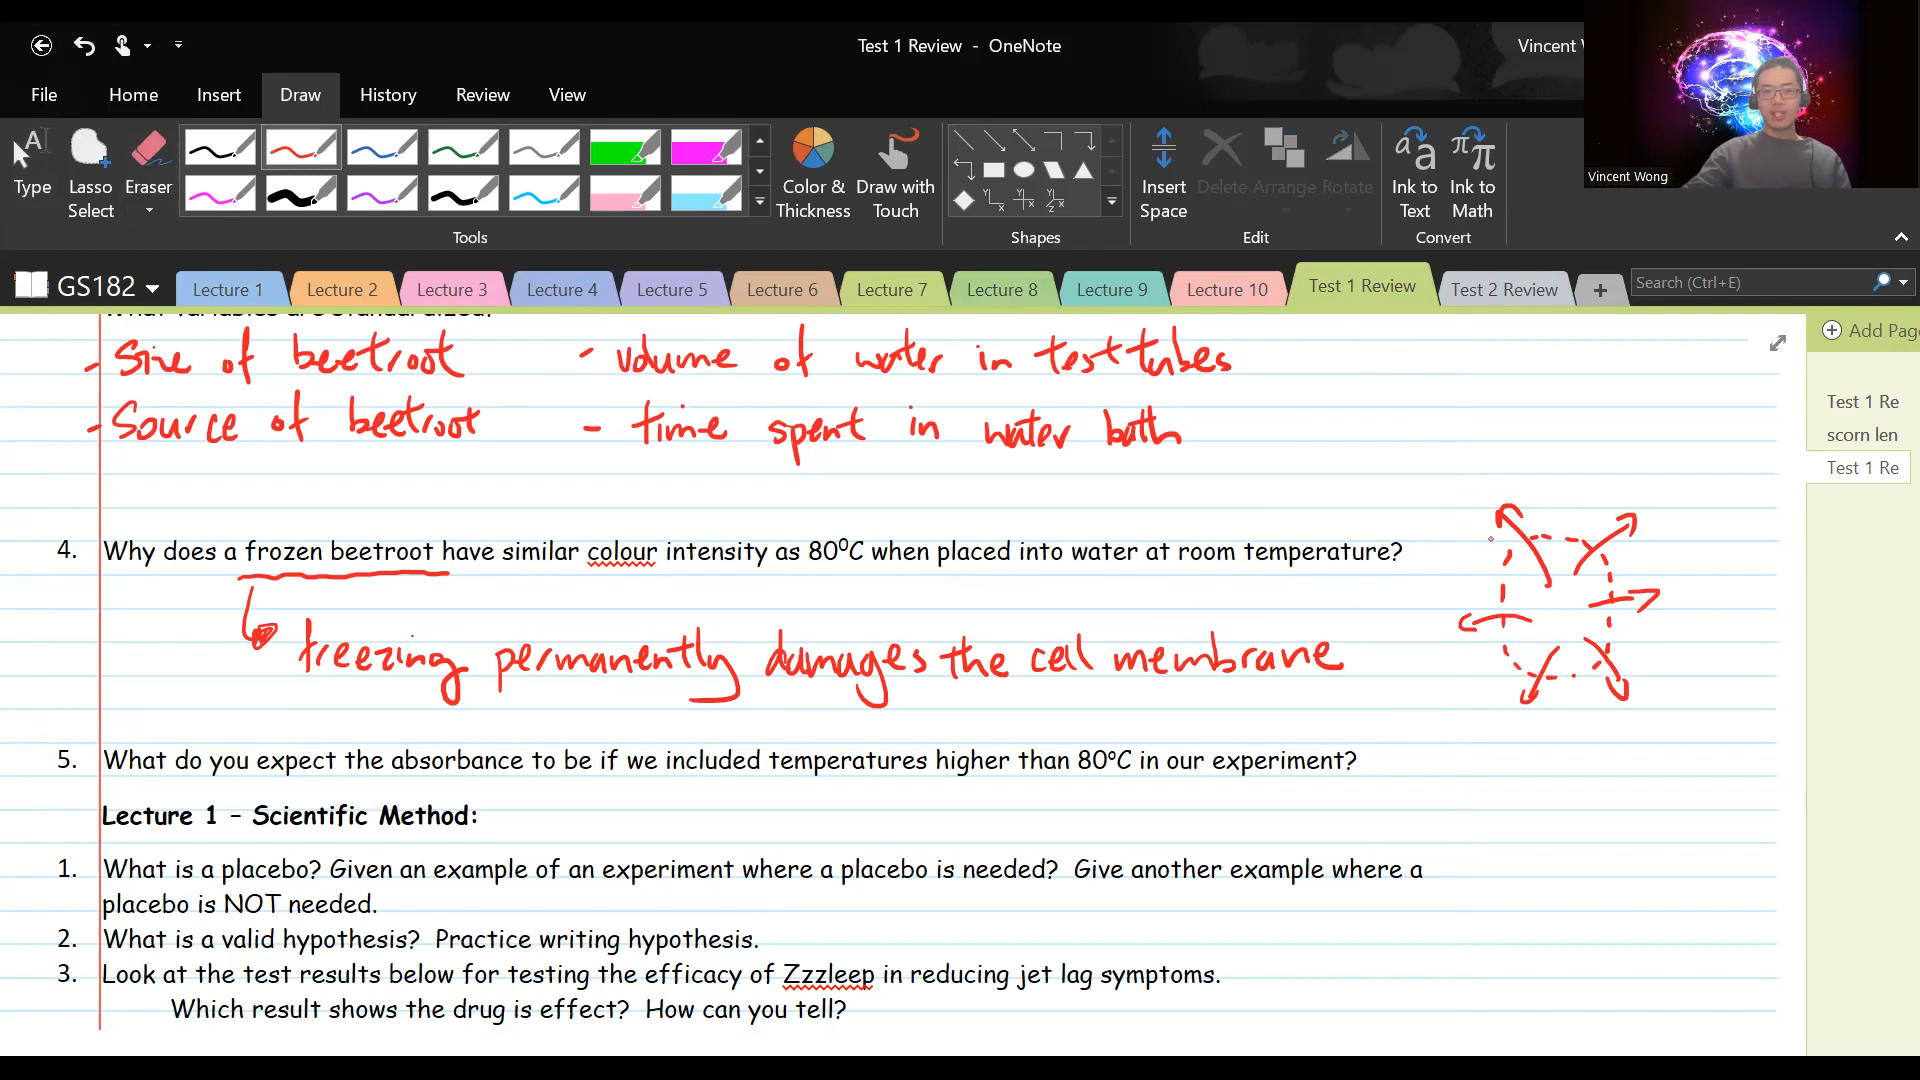 Test 1 Review - OneNote
Vincent W
File
Home
Insert
Draw
History
Review
View
Vincent Wong
Type
Lasso Select
Eraser
Color & Thickness
Draw with Touch
Insert Space
Delete
Arrange
Rotate
Ink to Text
Ink to Math
Tools
Shapes
Edit
Convert
GS182
Lecture 1
Lecture 2
Lecture 3
Lecture 4
Lecture 5
Lecture 6
Lecture 7
Lecture 8
Lecture 9
Lecture 10
Test 1 Review
Test 2 Review
Search (Ctrl+E)
Add Page
Test 1 Re
scorn len
Test 1 Re
- Size of beetroot - volume of water in test tubes
- Source of beetroot - time spent in water bath
4. Why does a frozen beetroot have similar colour intensity as 80⁰C when placed into water at room temperature?
freezing permanently damages the cell membrane
5. What do you expect the absorbance to be if we included temperatures higher than 80ºC in our experiment?
Lecture 1 – Scientific Method:
1. What is a placebo? Given an example of an experiment where a placebo is needed? Give another example where a
placebo is NOT needed.
2. What is a valid hypothesis? Practice writing hypothesis.
3. Look at the test results below for testing the efficacy of Zzzleep in reducing jet lag symptoms.
Which result shows the drug is effect? How can you tell?